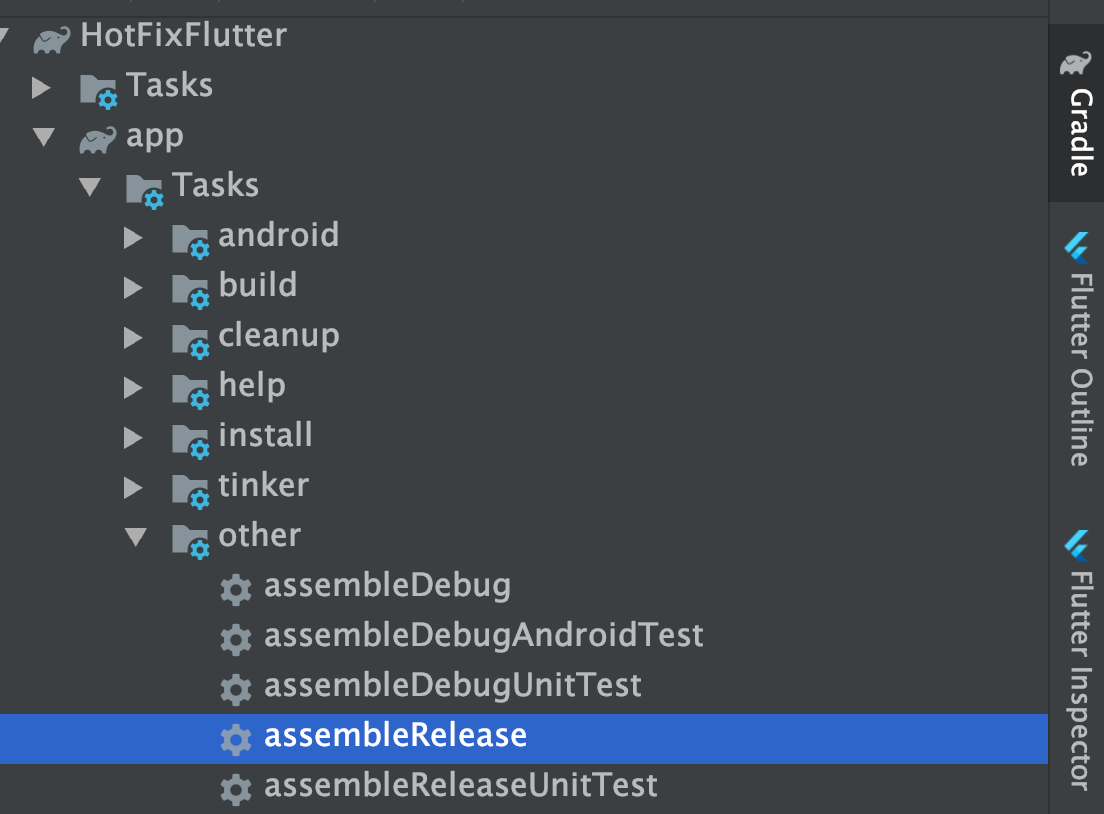 HotFixFlutter
Tasks
app
Tasks
android
build
cleanup
help
install
tinker
other
assembleDebug
assembleDebugAndroidTest
assembleDebugUnitTest
assembleRelease
assembleReleaseUnitTest
Gradle
Flutter Outline
Flutter Inspector